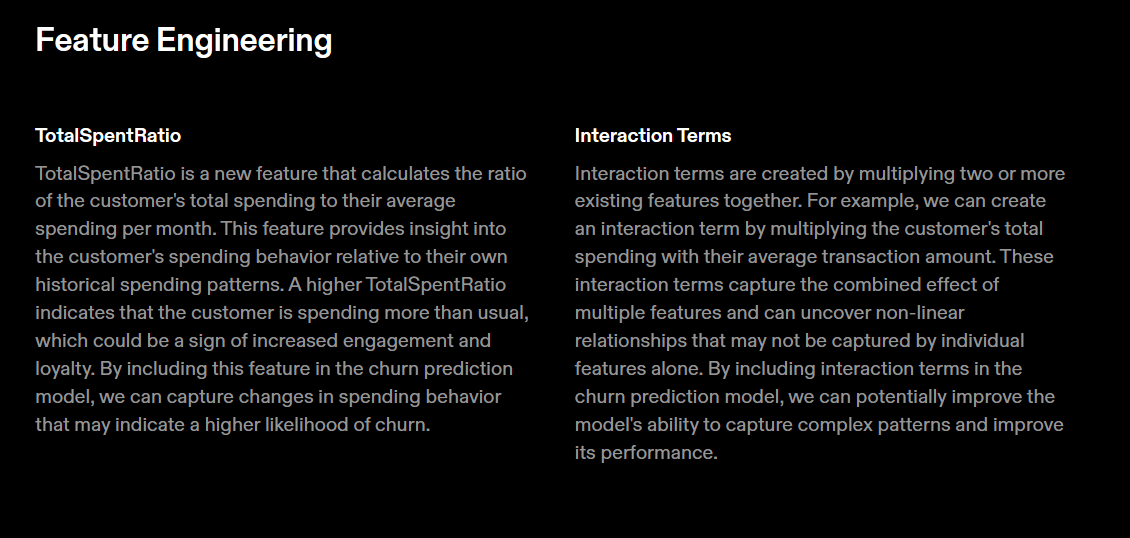 Feature Engineering
TotalSpentRatio
TotalSpentRatio is a new feature that calculates the ratio
of the customer's total spending to their average
spending per month. This feature provides insight into
the customer's spending behavior relative to their own
historical spending patterns. A higher TotalSpentRatio
indicates that the customer is spending more than usual,
which could be a sign of increased engagement and
loyalty. By including this feature in the churn prediction
model, we can capture changes in spending behavior
that may indicate a higher likelihood of churn.
Interaction Terms
Interaction terms are created by multiplying two or more
existing features together. For example, we can create
an interaction term by multiplying the customer's total
spending with their average transaction amount. These
interaction terms capture the combined effect of
multiple features and can uncover non-linear
relationships that may not be captured by individual
features alone. By including interaction terms in the
churn prediction model, we can potentially improve the
model's ability to capture complex patterns and improve
its performance.